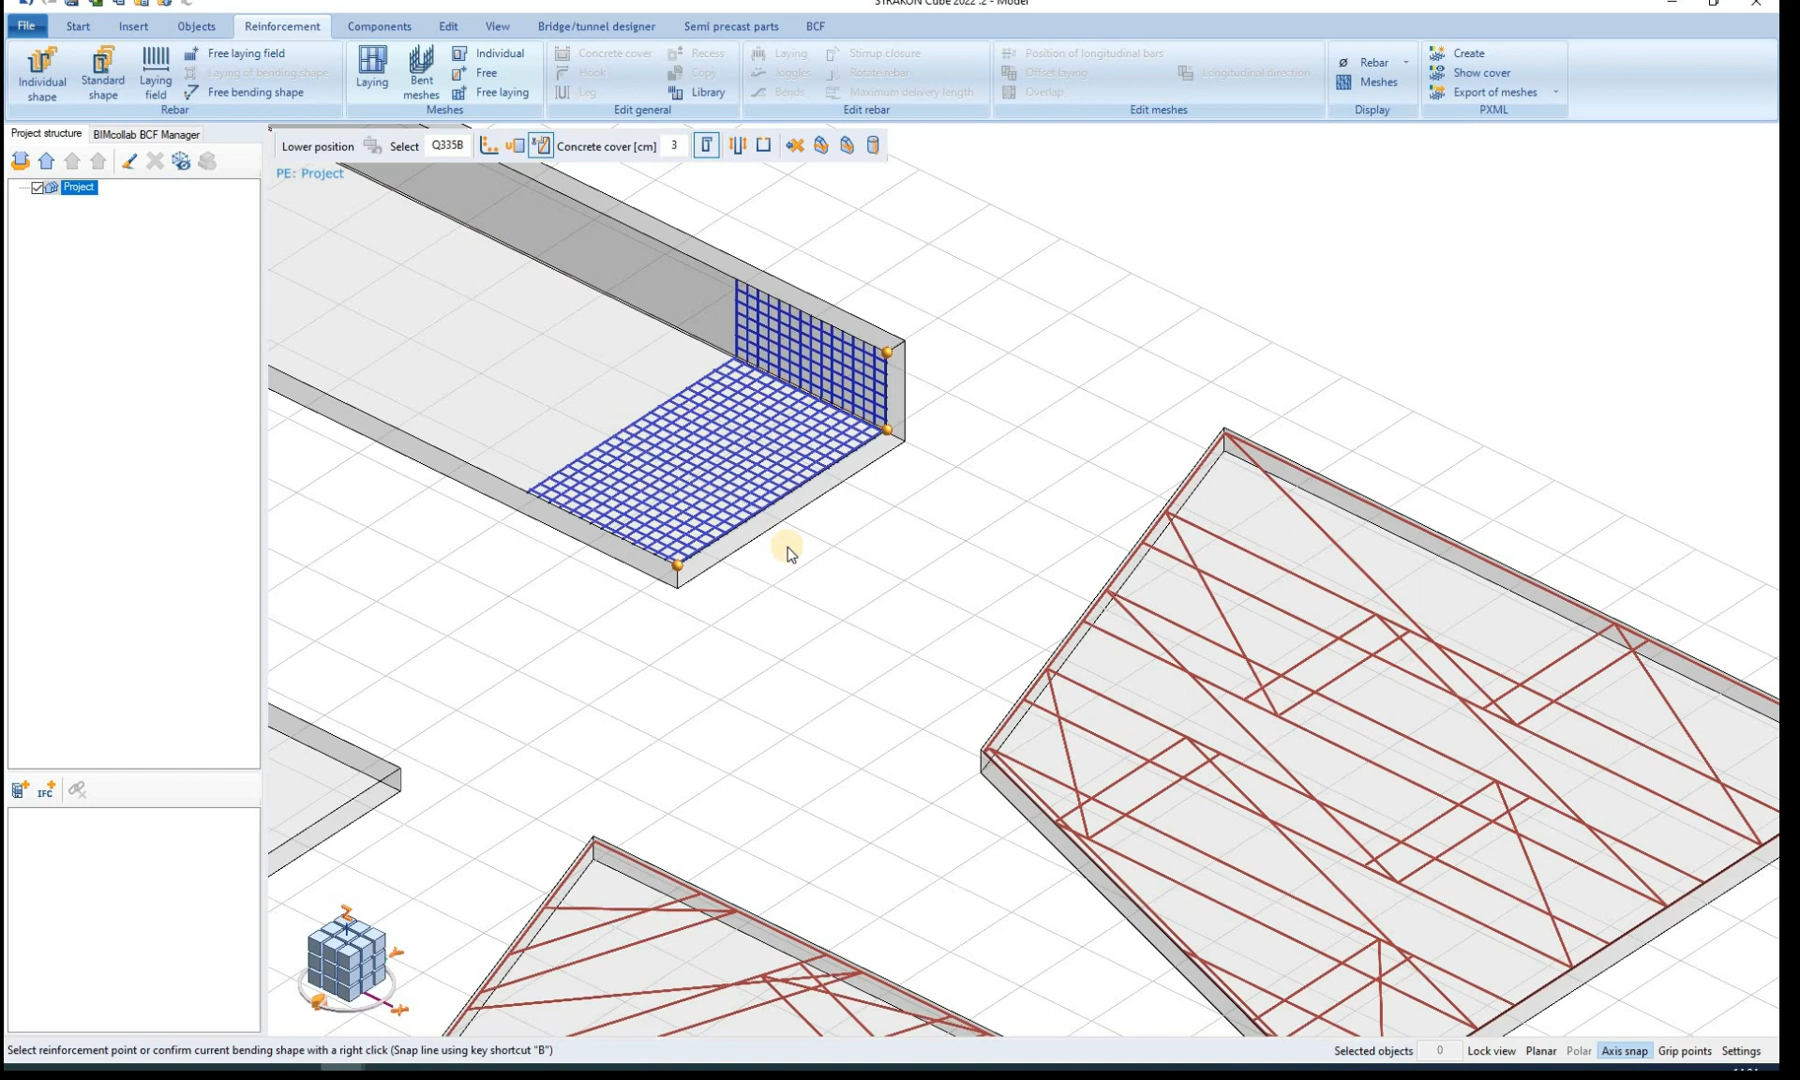 STRAKON Cube 2022 .2 - Model
File Start Insert Objects Reinforcement Components Edit View Bridge/tunnel designer Semi precast parts BCF
Individual shape
Standard shape
Laying field
Free laying field
Laying of bending shape
Free bending shape
Rebar
Laying
Bent meshes
Individual
Free
Free laying
Meshes
Concrete cover
Hook
Leg
Recess
Copy
Library
Edit general
Laying
Joggles
Bends
Stirrup closure
Rotate rebar
Maximum delivery length
Edit rebar
Position of longitudinal bars
Offset laying
Overlap
Longitudinal direction
Edit meshes
Rebar
Meshes
Display
Create
Show cover
Export of meshes
PXML
Project structure BIMcollab BCF Manager
Lower position Select Q335B Concrete cover [cm] 3
PE: Project
Project
IFC
Z
Select reinforcement point or confirm current bending shape with a right click (Snap line using key shortcut "B")
Selected objects 0 Lock view Planar Polar Axis snap Grip points Settings